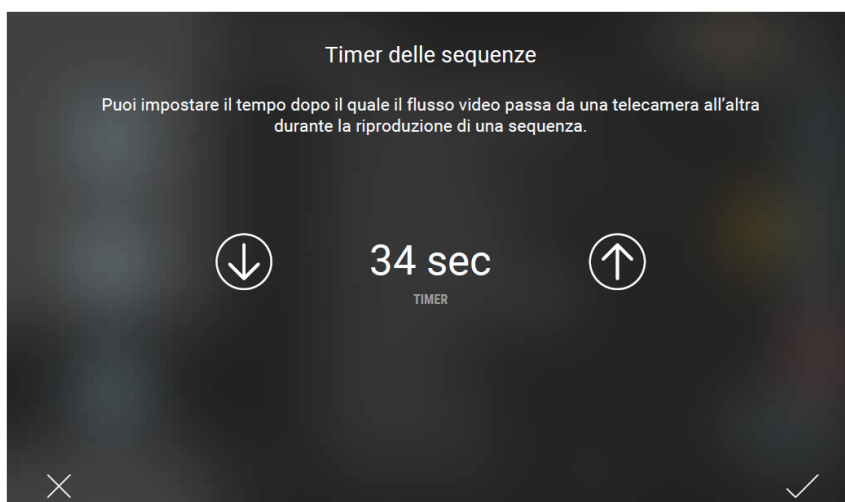 Timer delle sequenze
Puoi impostare il tempo dopo il quale il flusso video passa da una telecamera all'altra
durante la riproduzione di una sequenza.
34 sec
TIMER